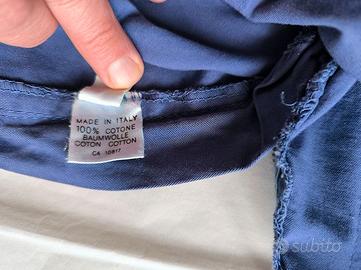 MADE IN ITALY
100% COTONE
BAUMWOLLE
COTON COTTON
CA 10817
subito